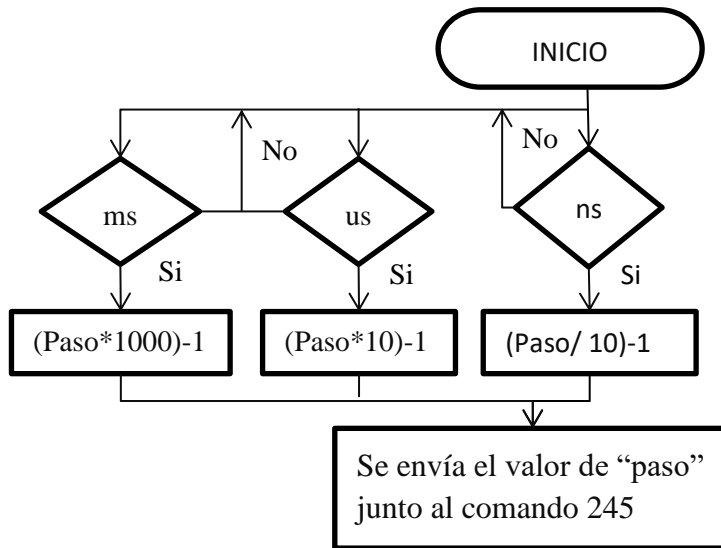 INICIO
No
No
ms
us
ns
Si
Si
Si
(Paso*1000)-1
(Paso*10)-1
(Paso/ 10)-1
Se envía el valor de “paso”
junto al comando 245